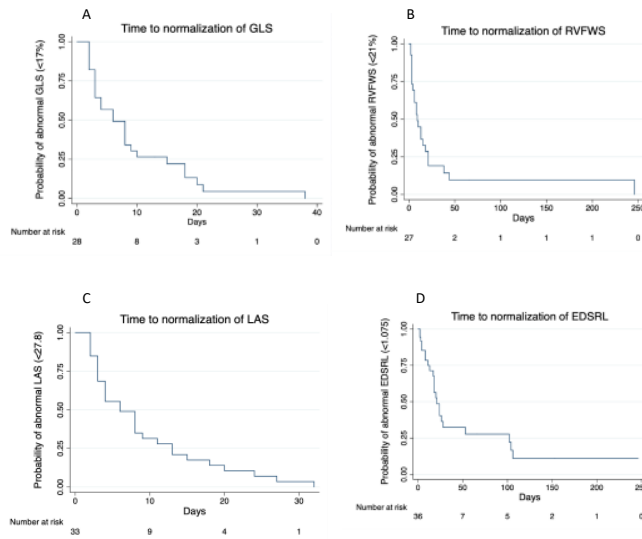 A
Time to normalization of GLS
Probability of abnormal GLS (<17%)
1.00
0.75
0.50
0.25
0.00
0 10 20 30 40
Days
Number at risk
28 8 3 1 0
B
Time to normalization of RVFWS
Probability of abnormal RVFWS (<21%)
1.00
0.75
0.50
0.25
0.00
0 50 100 150 200 250
Days
Number at risk
27 2 1 1 1 0
C
Time to normalization of LAS
Probability of abnormal LAS (<27.8)
1.00
0.75
0.50
0.25
0.00
0 10 20 30
Days
Number at risk
33 9 4 1
D
Time to normalization of EDSRL
Probability of abnormal EDSRL (<1.075)
1.00
0.75
0.50
0.25
0.00
0 50 100 150 200 250
Days
Number at risk
36 7 5 2 1 0